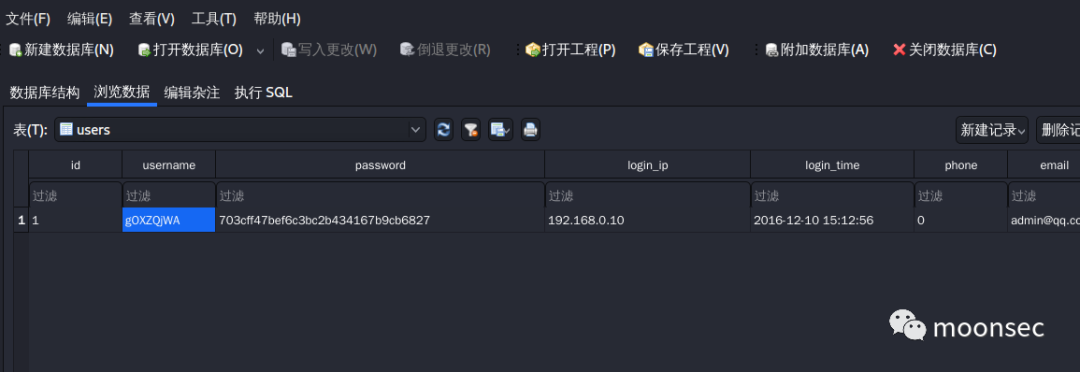 文件(F) 编辑(E) 查看(V) 工具(T) 帮助(H)
新建数据库(N) 打开数据库(O) 写入更改(W) 倒退更改(R) 打开工程(P) 保存工程(V) 附加数据库(A) 关闭数据库(C)
数据库结构 浏览数据 编辑杂注 执行 SQL
表(T): users 新建记录 删除记
id username password login_ip login_time phone email
过滤 过滤 过滤 过滤 过滤 过滤 过滤
1 1 gOXZQjWA 703cff47bef6c3bc2b434167b9cb6827 192.168.0.10 2016-12-10 15:12:56 0 admin@qq.co
moonsec